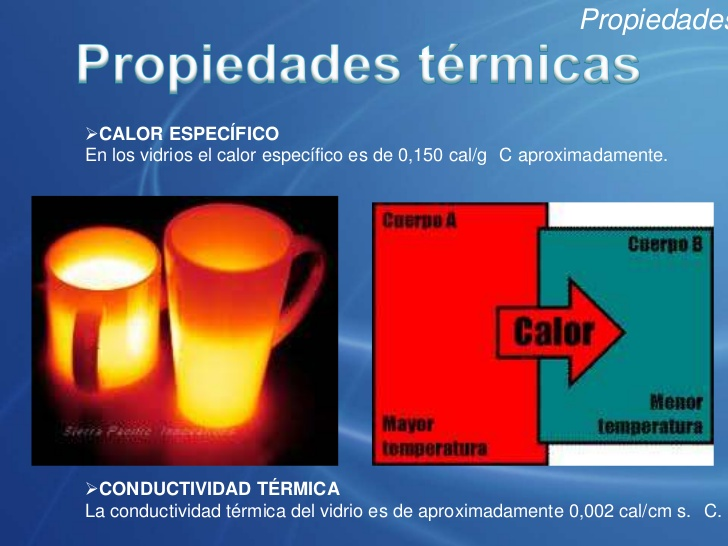 Propiedades
Propiedades térmicas
➢CALOR ESPECÍFICO
En los vidrios el calor específico es de 0,150 cal/g  C aproximadamente.
Cuerpo A
Cuerpo B
Calor
Mayor
temperatura
Menor
temperatura
Sierra Pacific Innovations
➢CONDUCTIVIDAD TÉRMICA
La conductividad térmica del vidrio es de aproximadamente 0,002 cal/cm s.  C.